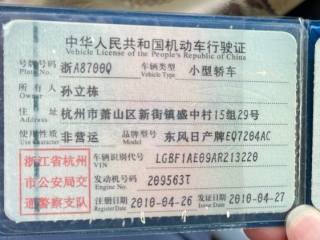 中华人民共和国机动车行驶证
Vehicle License of the People's Republic of China
号牌号码 浙A8700Q 车辆类型 小型轿车
Plate No. Vehicle Type
所有人 孙立栋
Owner
住址 杭州市萧山区新街镇盛中村15组29号
Address
使用性质 非营运 品牌型号 东风日产牌EQ7204AC
Use Character Model
浙江省杭州市公安局交通警察支队
车辆识别代号 LGBF1AE09AR213220
VIN
发动机号码 209563T
Engine No.
注册日期 2010-04-26 发证日期 2010-04-27
Register Date Issue Date